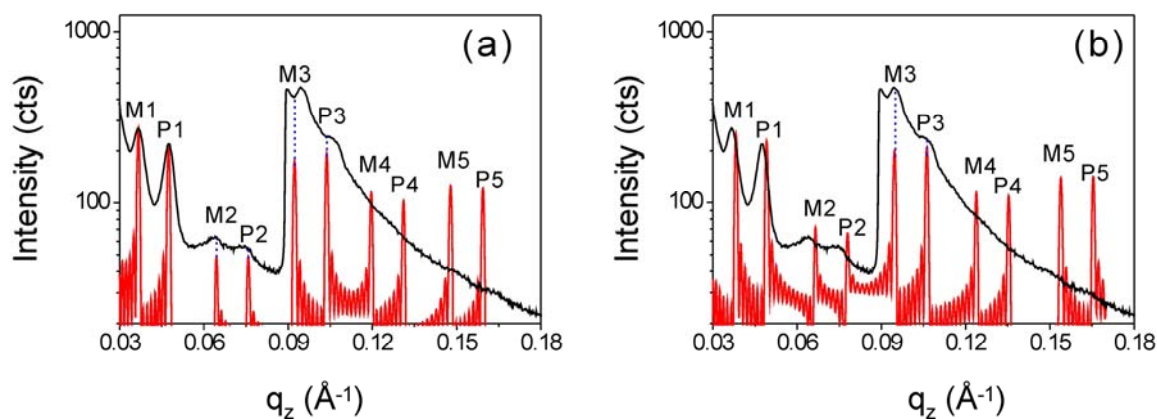 (a)
1000
100
Intensity (cts)
M1
P1
M2
P2
M3
P3
M4
P4
M5
P5
0.03 0.06 0.09 0.12 0.15 0.18
q_z (Å⁻¹)
(b)
1000
100
Intensity (cts)
M1
P1
M2
P2
M3
P3
M4
P4
M5
P5
0.03 0.06 0.09 0.12 0.15 0.18
q_z (Å⁻¹)